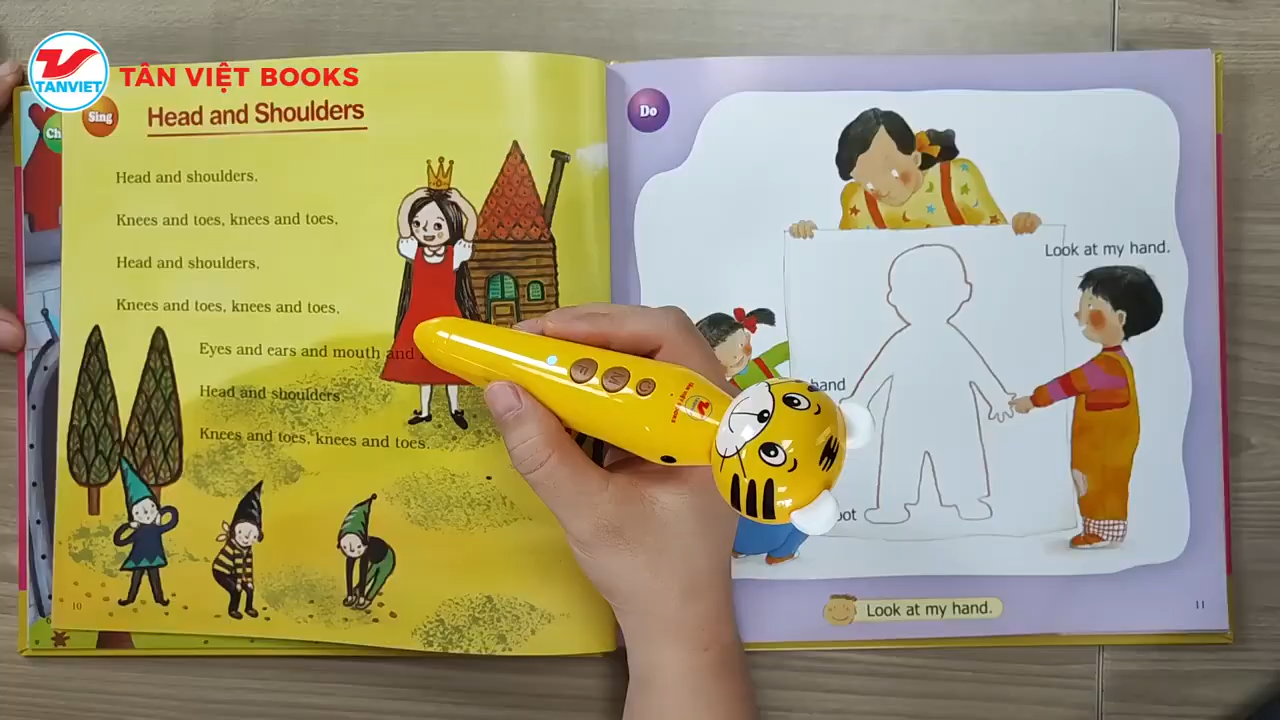 TANVIET
TÂN VIỆT BOOKS
Ch
Sing
Head and Shoulders
Head and shoulders,
Knees and toes, knees and toes,
Head and shoulders,
Knees and toes, knees and toes,
Eyes and ears and mouth and
Head and shoulders,
Knees and toes, knees and toes.
10
6
Do
Look at my hand.
hand
Look at my hand.
11